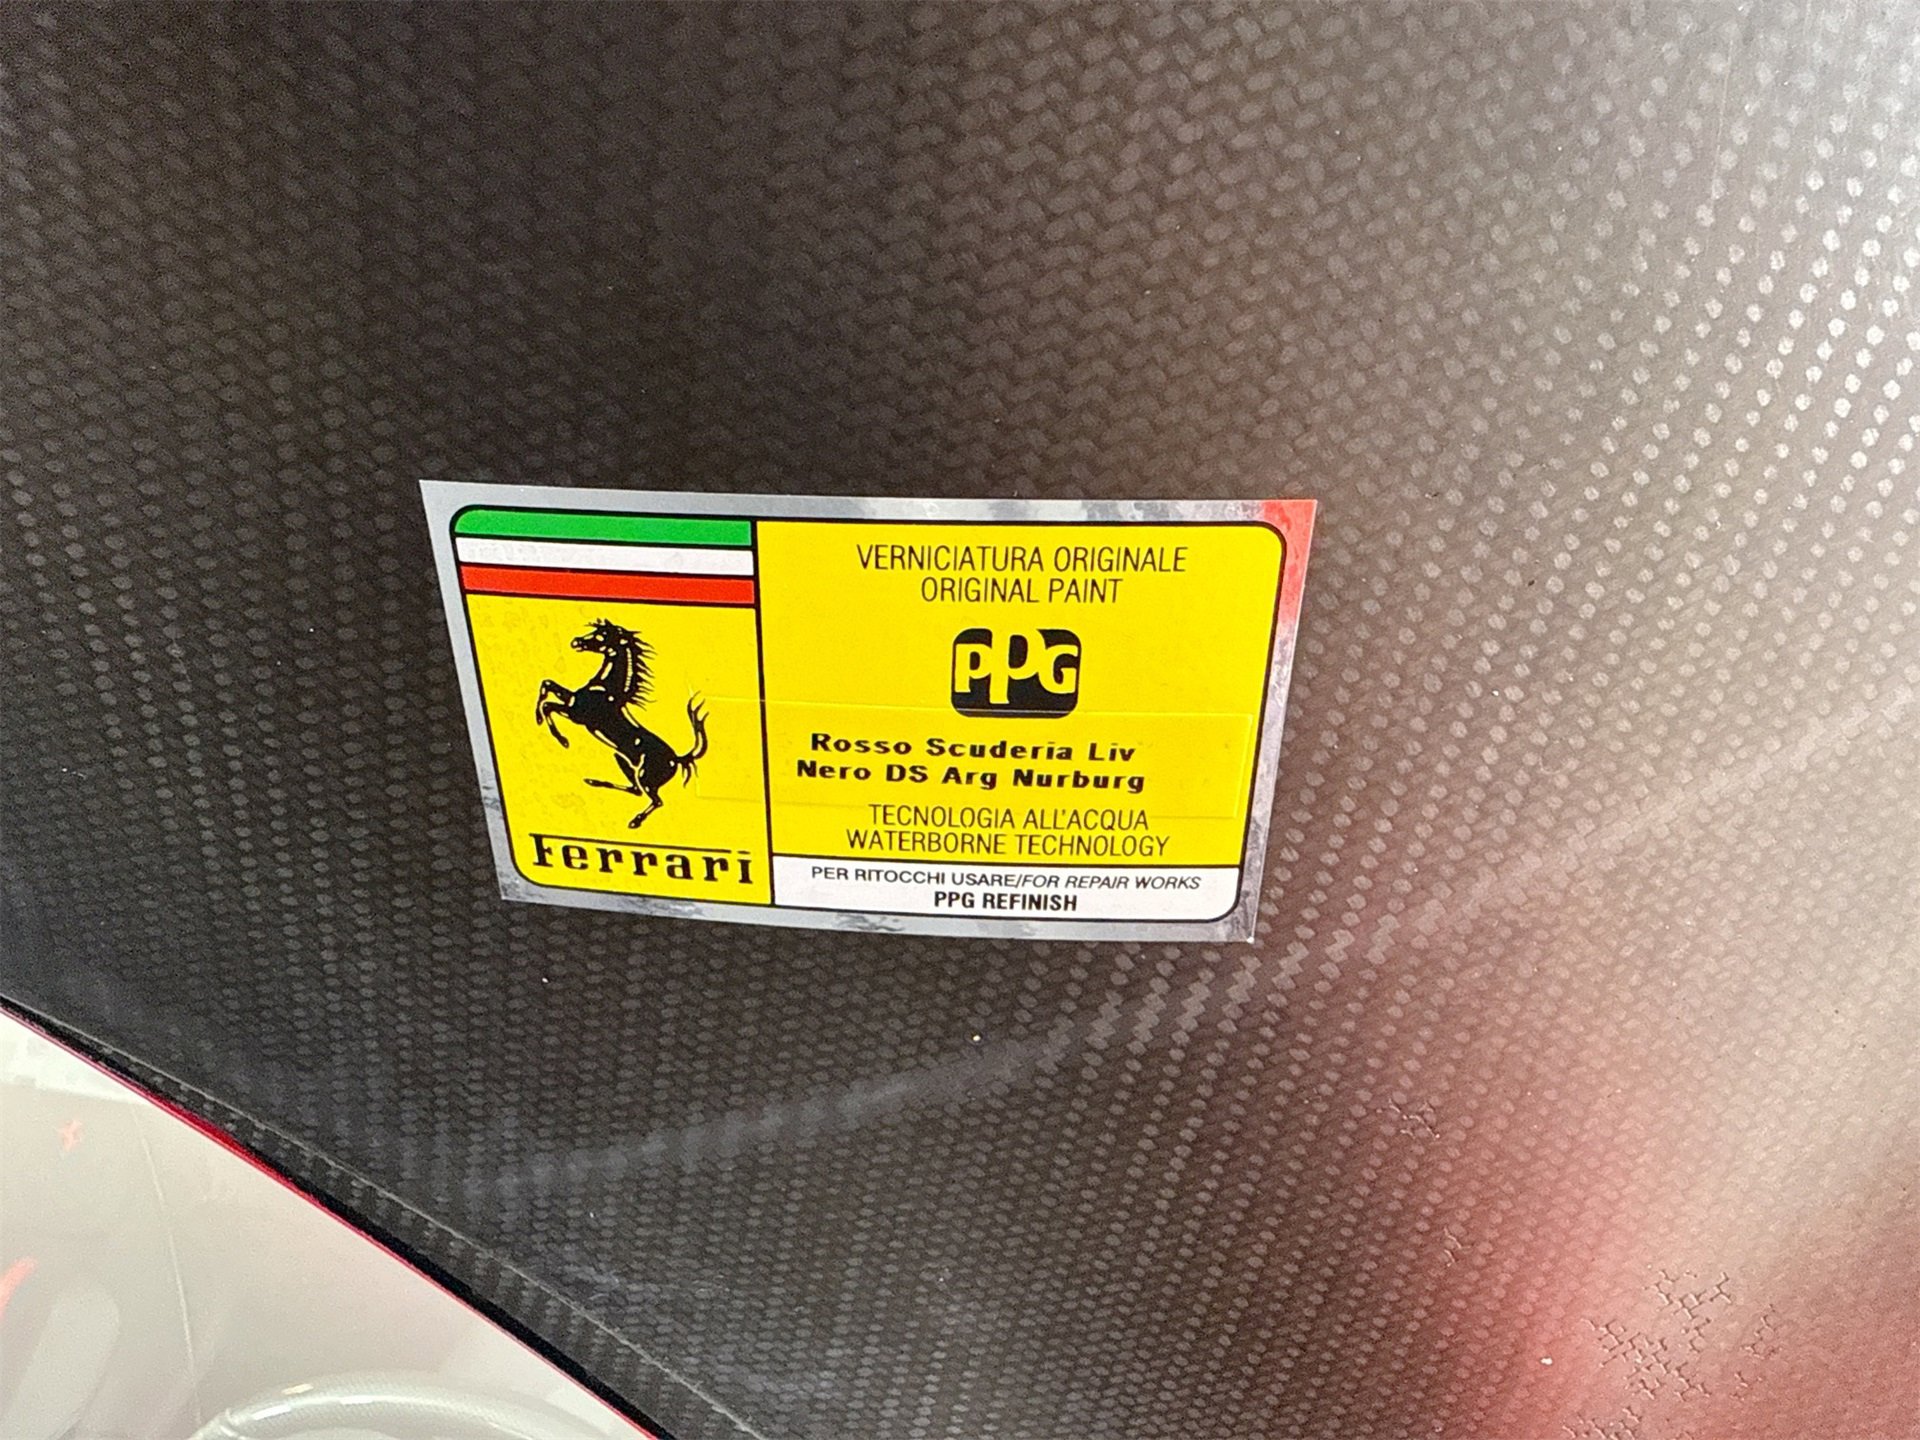 Ferrari
VERNICIATURA ORIGINALE
ORIGINAL PAINT
PPG
Rosso Scuderia Liv
Nero DS Arg Nurburg
TECNOLOGIA ALL'ACQUA
WATERBORNE TECHNOLOGY
PER RITOCCHI USARE/FOR REPAIR WORKS
PPG REFINISH